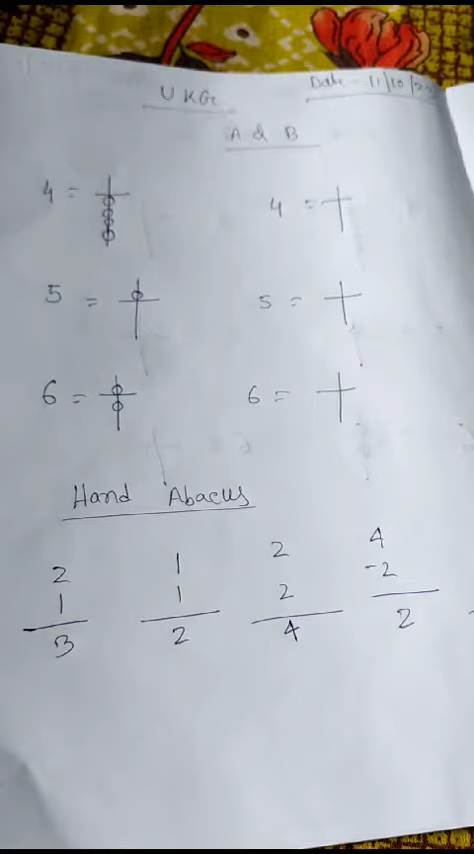 UKG
Date - 11/10/
A & B
4 = 4 =
5 = 5 =
6 = 6 =
Hand Abacus
2 1 2 4
1 1 2 -2
3 2 4 2